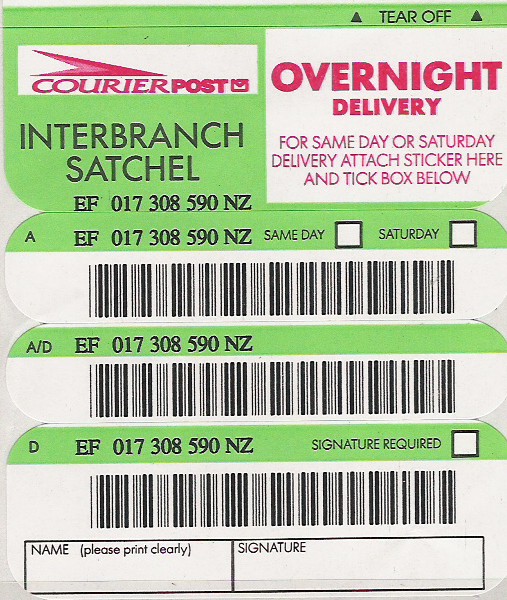 ▲ TEAR OFF ▲
COURIERPOST
OVERNIGHT
DELIVERY
INTERBRANCH
SATCHEL
FOR SAME DAY OR SATURDAY
DELIVERY ATTACH STICKER HERE
AND TICK BOX BELOW
EF 017 308 590 NZ
A EF 017 308 590 NZ SAME DAY SATURDAY
A/D EF 017 308 590 NZ
D EF 017 308 590 NZ SIGNATURE REQUIRED
NAME (please print clearly) SIGNATURE